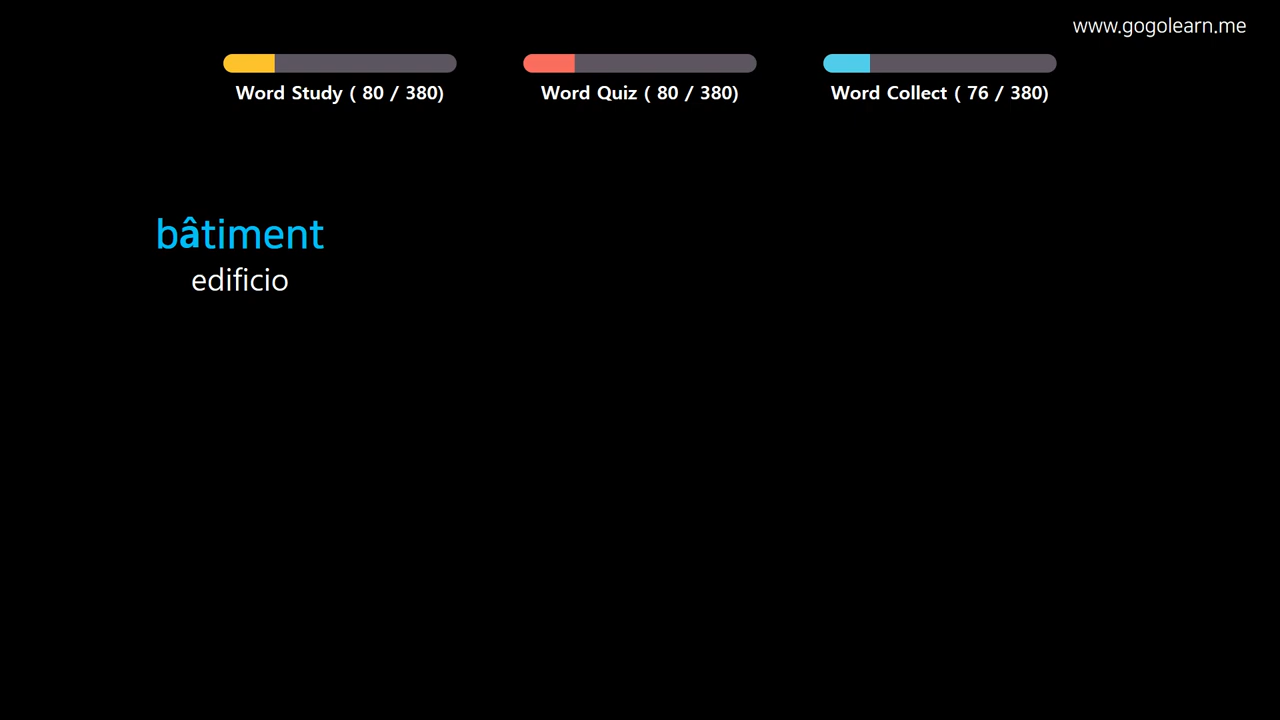 www.gogolearn.me
Word Study ( 80 / 380)
Word Quiz ( 80 / 380)
Word Collect ( 76 / 380)
bâtiment
edificio